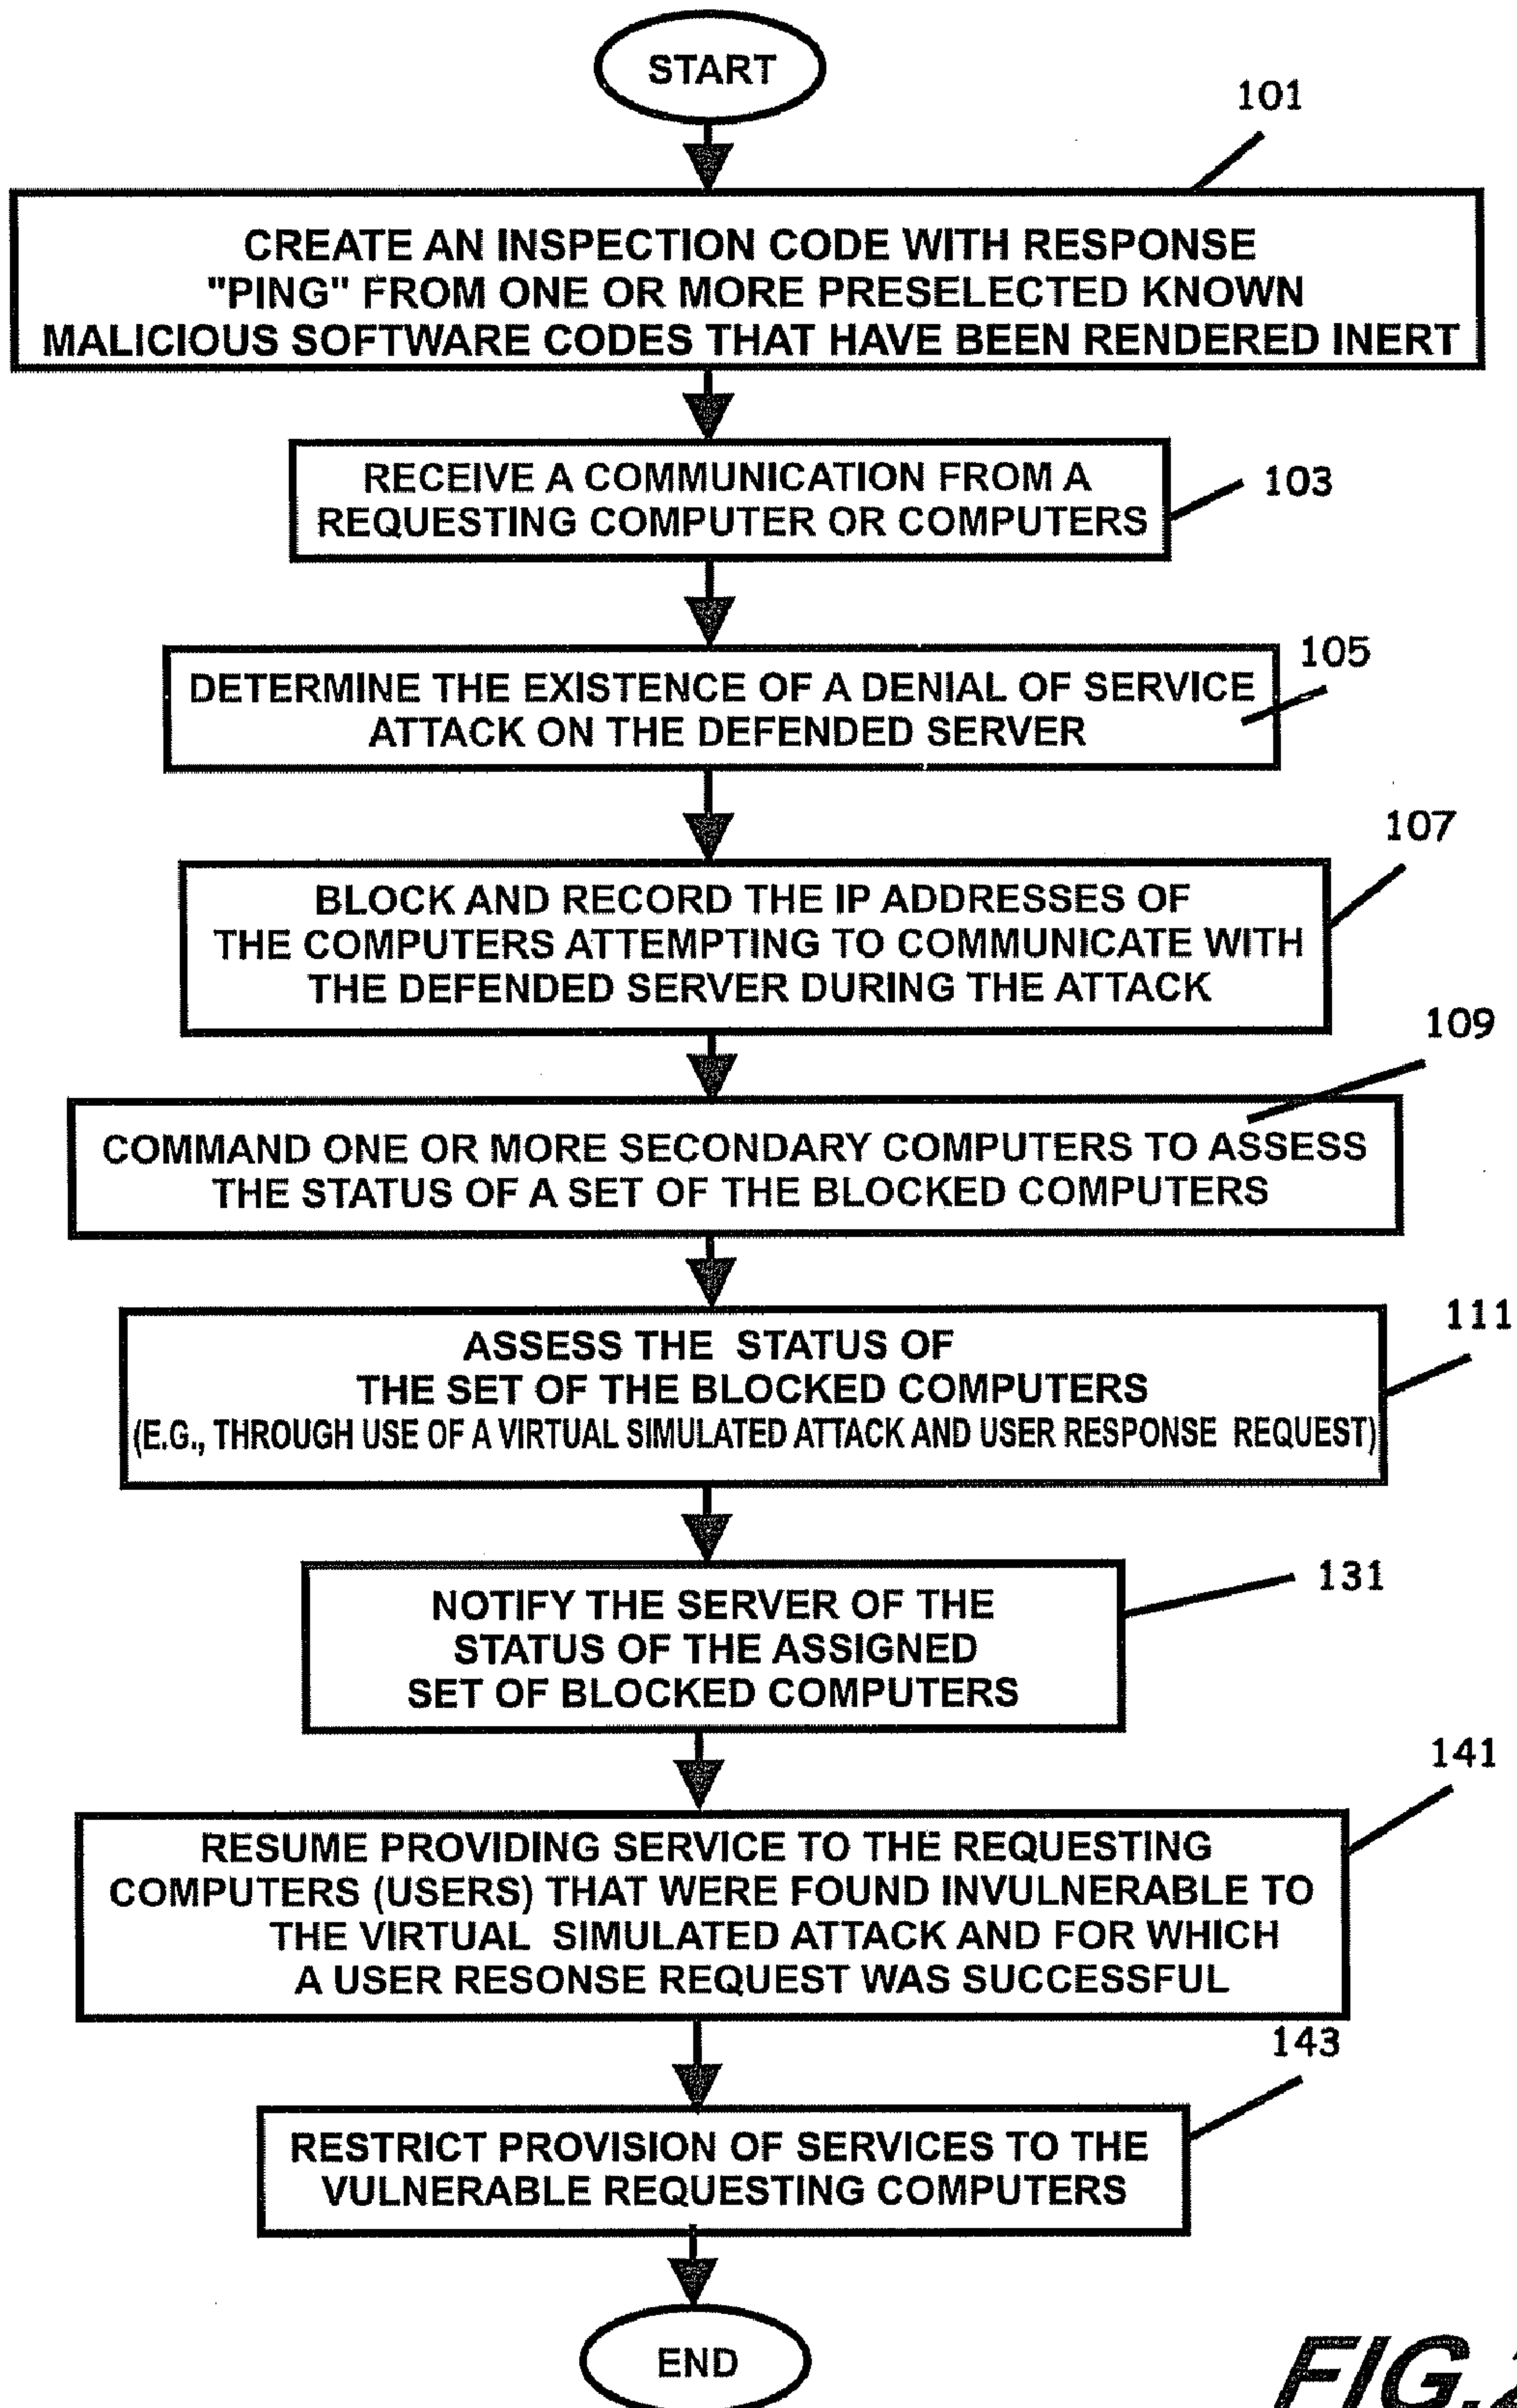 START
101
CREATE AN INSPECTION CODE WITH RESPONSE
"PING" FROM ONE OR MORE PRESELECTED KNOWN
MALICIOUS SOFTWARE CODES THAT HAVE BEEN RENDERED INERT
RECEIVE A COMMUNICATION FROM A
REQUESTING COMPUTER OR COMPUTERS
103
105
DETERMINE THE EXISTENCE OF A DENIAL OF SERVICE
ATTACK ON THE DEFENDED SERVER
107
BLOCK AND RECORD THE IP ADDRESSES OF
THE COMPUTERS ATTEMPTING TO COMMUNICATE WITH
THE DEFENDED SERVER DURING THE ATTACK
109
COMMAND ONE OR MORE SECONDARY COMPUTERS TO ASSESS
THE STATUS OF A SET OF THE BLOCKED COMPUTERS
111
ASSESS THE STATUS OF
THE SET OF THE BLOCKED COMPUTERS
(E.G., THROUGH USE OF A VIRTUAL SIMULATED ATTACK AND USER RESPONSE REQUEST)
131
NOTIFY THE SERVER OF THE
STATUS OF THE ASSIGNED
SET OF BLOCKED COMPUTERS
141
RESUME PROVIDING SERVICE TO THE REQUESTING
COMPUTERS (USERS) THAT WERE FOUND INVULNERABLE TO
THE VIRTUAL SIMULATED ATTACK AND FOR WHICH
A USER RESONSE REQUEST WAS SUCCESSFUL
143
RESTRICT PROVISION OF SERVICES TO THE
VULNERABLE REQUESTING COMPUTERS
END
FIG.